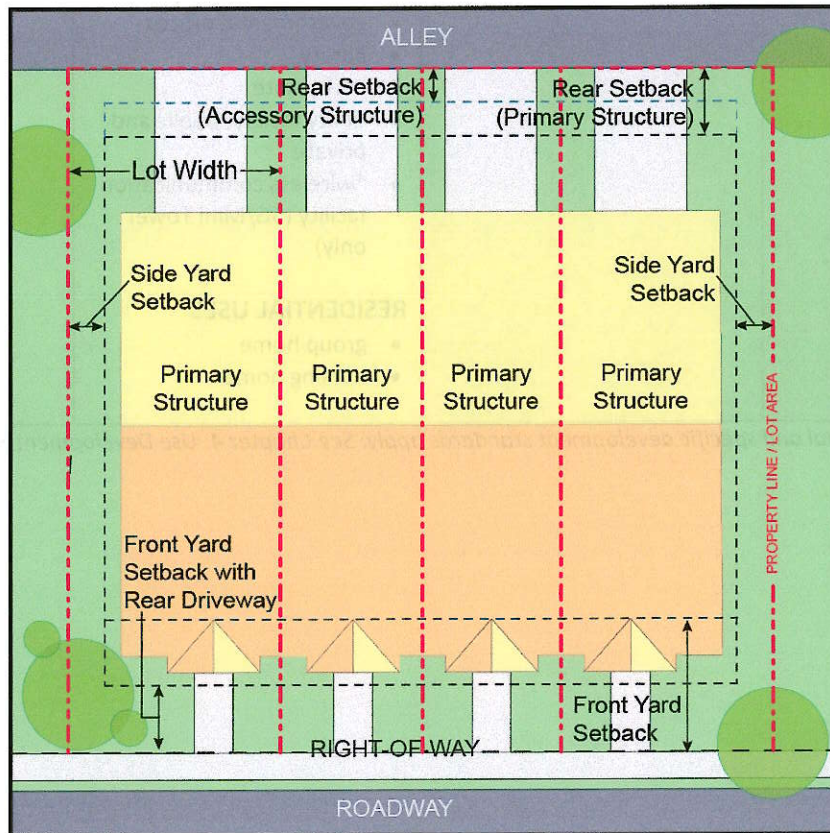 ALLEY
Rear Setback
(Accessory Structure)
Rear Setback
(Primary Structure)
Lot Width
Side Yard
Setback
Side Yard
Setback
RESIDENTIAL USES
group home
Primary
Structure
Primary
Structure
Primary
Structure
Primary
Structure
PROPERTY LINE / LOT AREA
Front Yard
Setback with
Rear Driveway
Front Yard
Setback
RIGHT-OF-WAY
ROADWAY